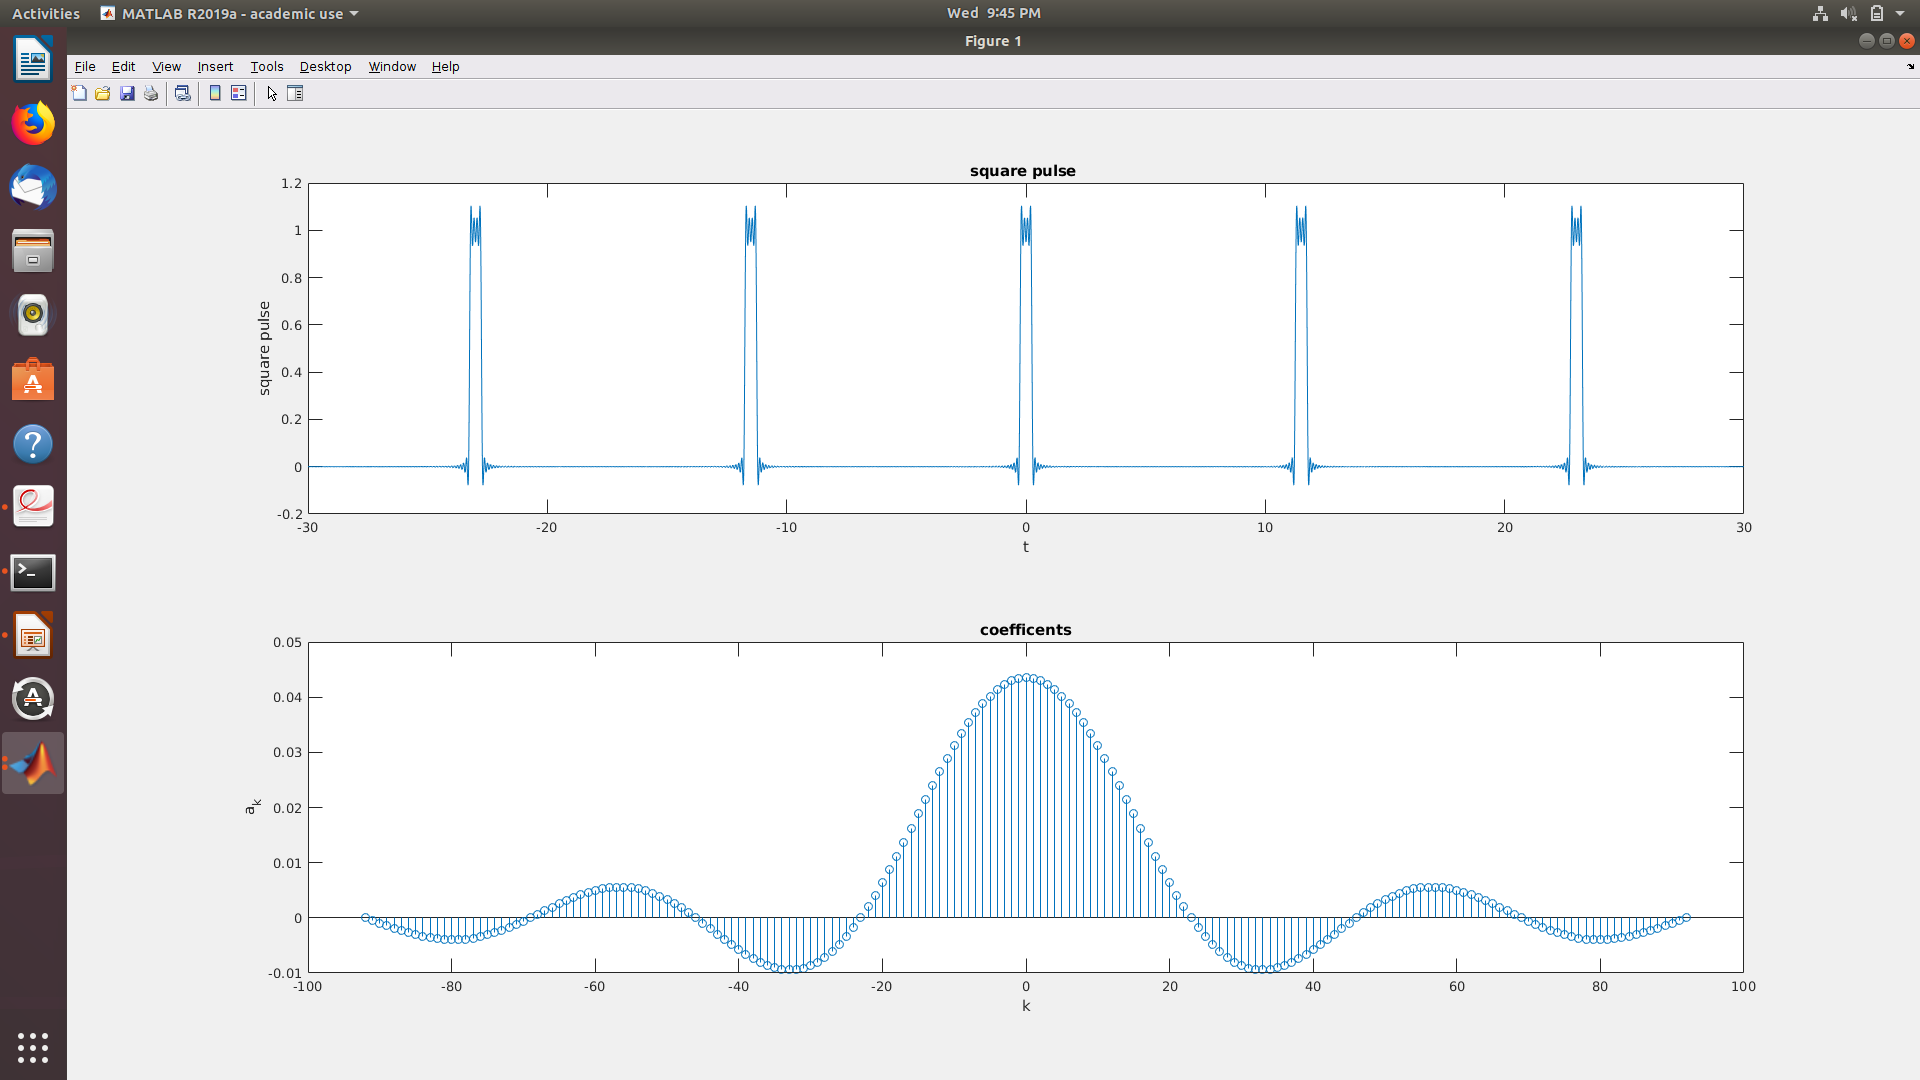 Activities MATLAB R2019a - academic use Wed 9:45 PM
Figure 1
File Edit View Insert Tools Desktop Window Help
square pulse
1.2
1
0.8
0.6
0.4
0.2
0
-0.2
square pulse
-30 -20 -10 0 10 20 30
t
coefficents
0.05
0.04
0.03
0.02
0.01
0
-0.01
a_k
-100 -80 -60 -40 -20 0 20 40 60 80 100
k